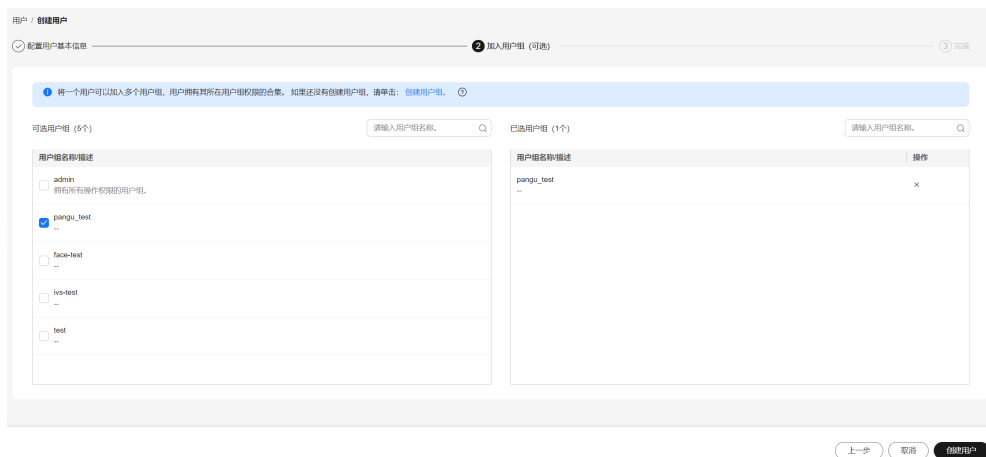 用户 / 创建用户
配置用户基本信息
2 加入用户组（可选）
3 完成
将一个用户可以加入多个用户组，用户拥有其所在用户组权限的合集。如果还没有创建用户组，请单击： 创建用户组。
可选用户组（5个）
请输入用户组名称。
已选用户组（1个）
请输入用户组名称。
用户组名称/描述
admin
拥有所有操作权限的用户组。
pangu_test
--
face-test
--
ivs-test
--
test
--
用户组名称/描述
操作
pangu_test
--
上一步
取消
创建用户